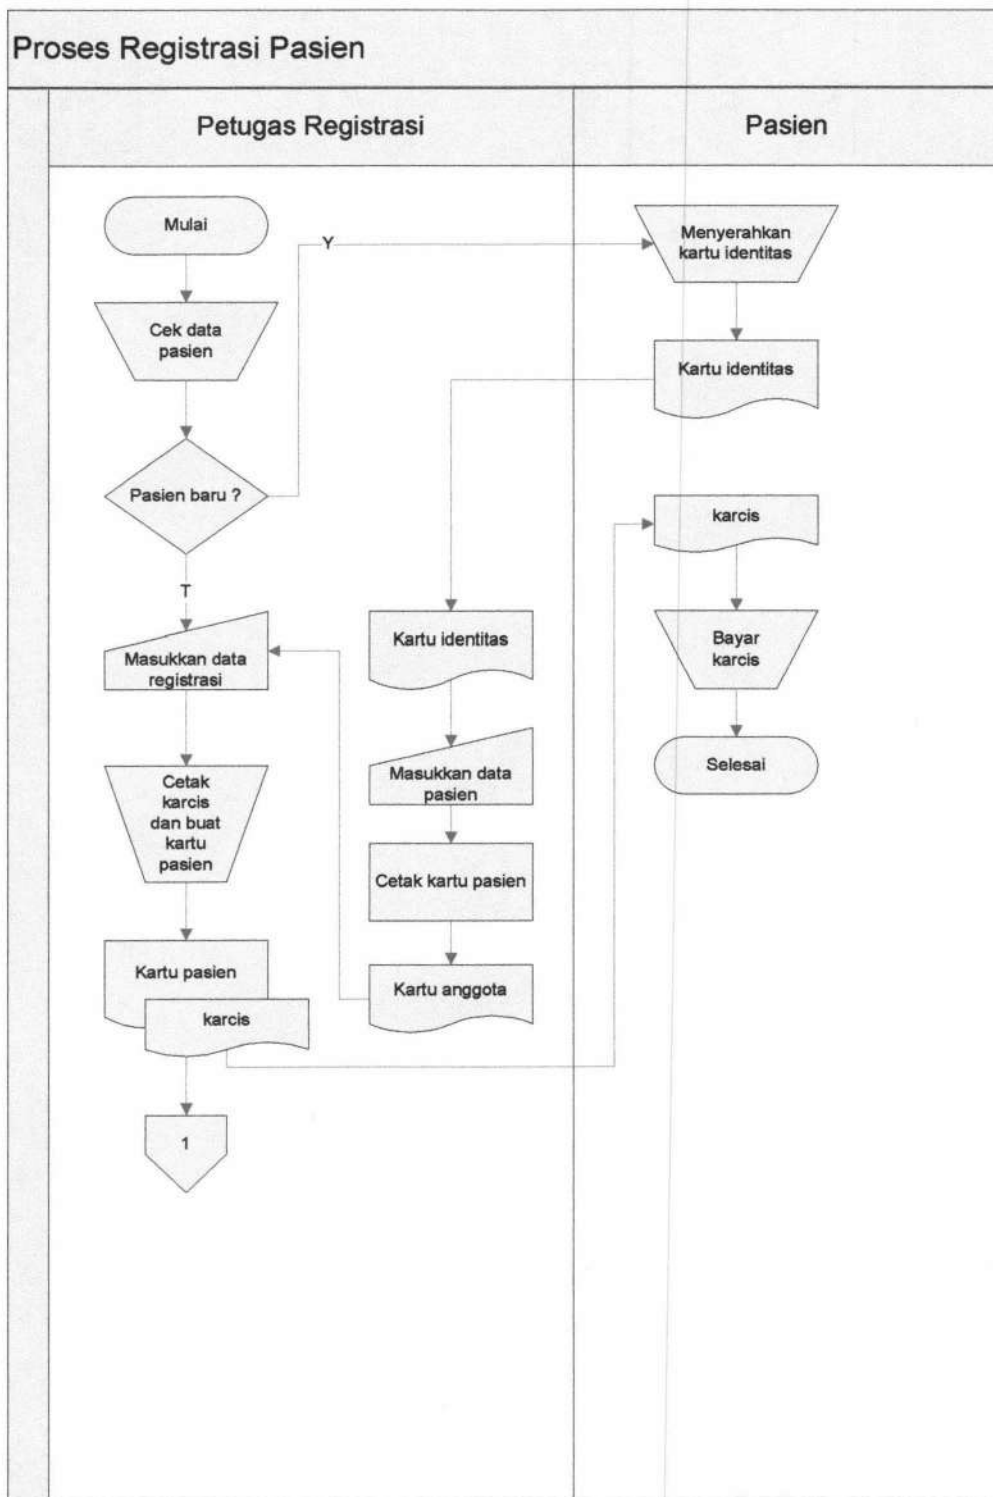 Proses Registrasi Pasien
Petugas Registrasi
Pasien
Mulai
Y
Menyerahkan
kartu identitas
Cek data
pasien
Kartu identitas
Pasien baru ?
karcis
T
Masukkan data
registrasi
Kartu identitas
Bayar
karcis
Masukkan data
pasien
Selesai
Cetak
karcis
dan buat
kartu
pasien
Cetak kartu pasien
Kartu pasien
karcis
Kartu anggota
1